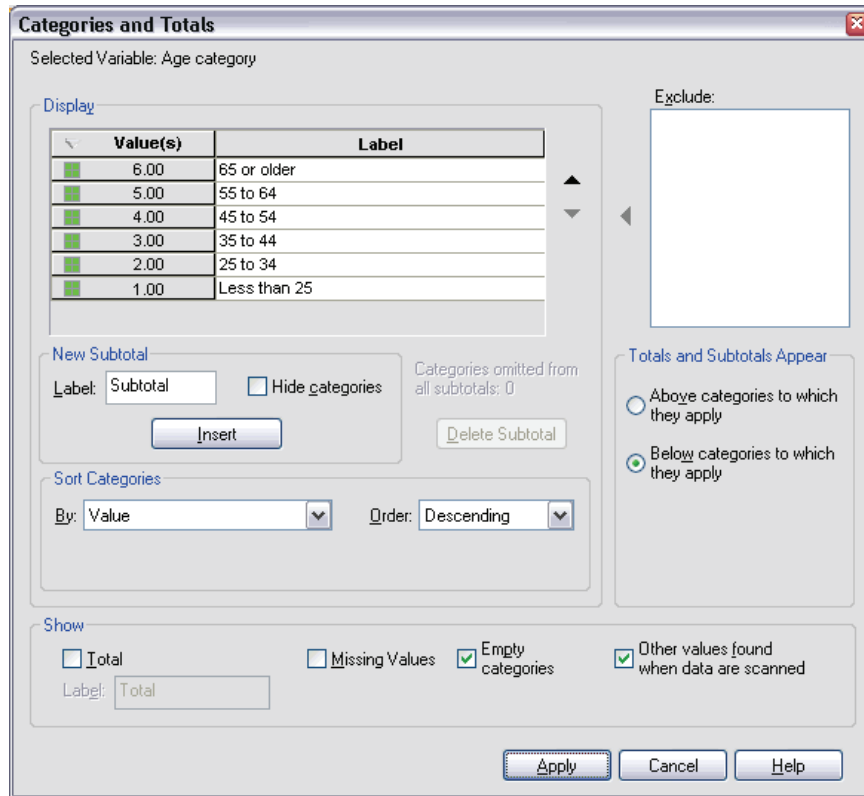 Categories and Totals
Selected Variable: Age category
Display
Value(s) Label
6.00 65 or older
5.00 55 to 64
4.00 45 to 54
3.00 35 to 44
2.00 25 to 34
1.00 Less than 25
Exclude:
New Subtotal
Label: Subtotal
Hide categories
Insert
Categories omitted from
all subtotals: 0
Delete Subtotal
Totals and Subtotals Appear
Above categories to which
they apply
Below categories to which
they apply
Sort Categories
By: Value
Order: Descending
Show
Total
Label: Total
Missing Values
Empty
categories
Other values found
when data are scanned
Apply
Cancel
Help